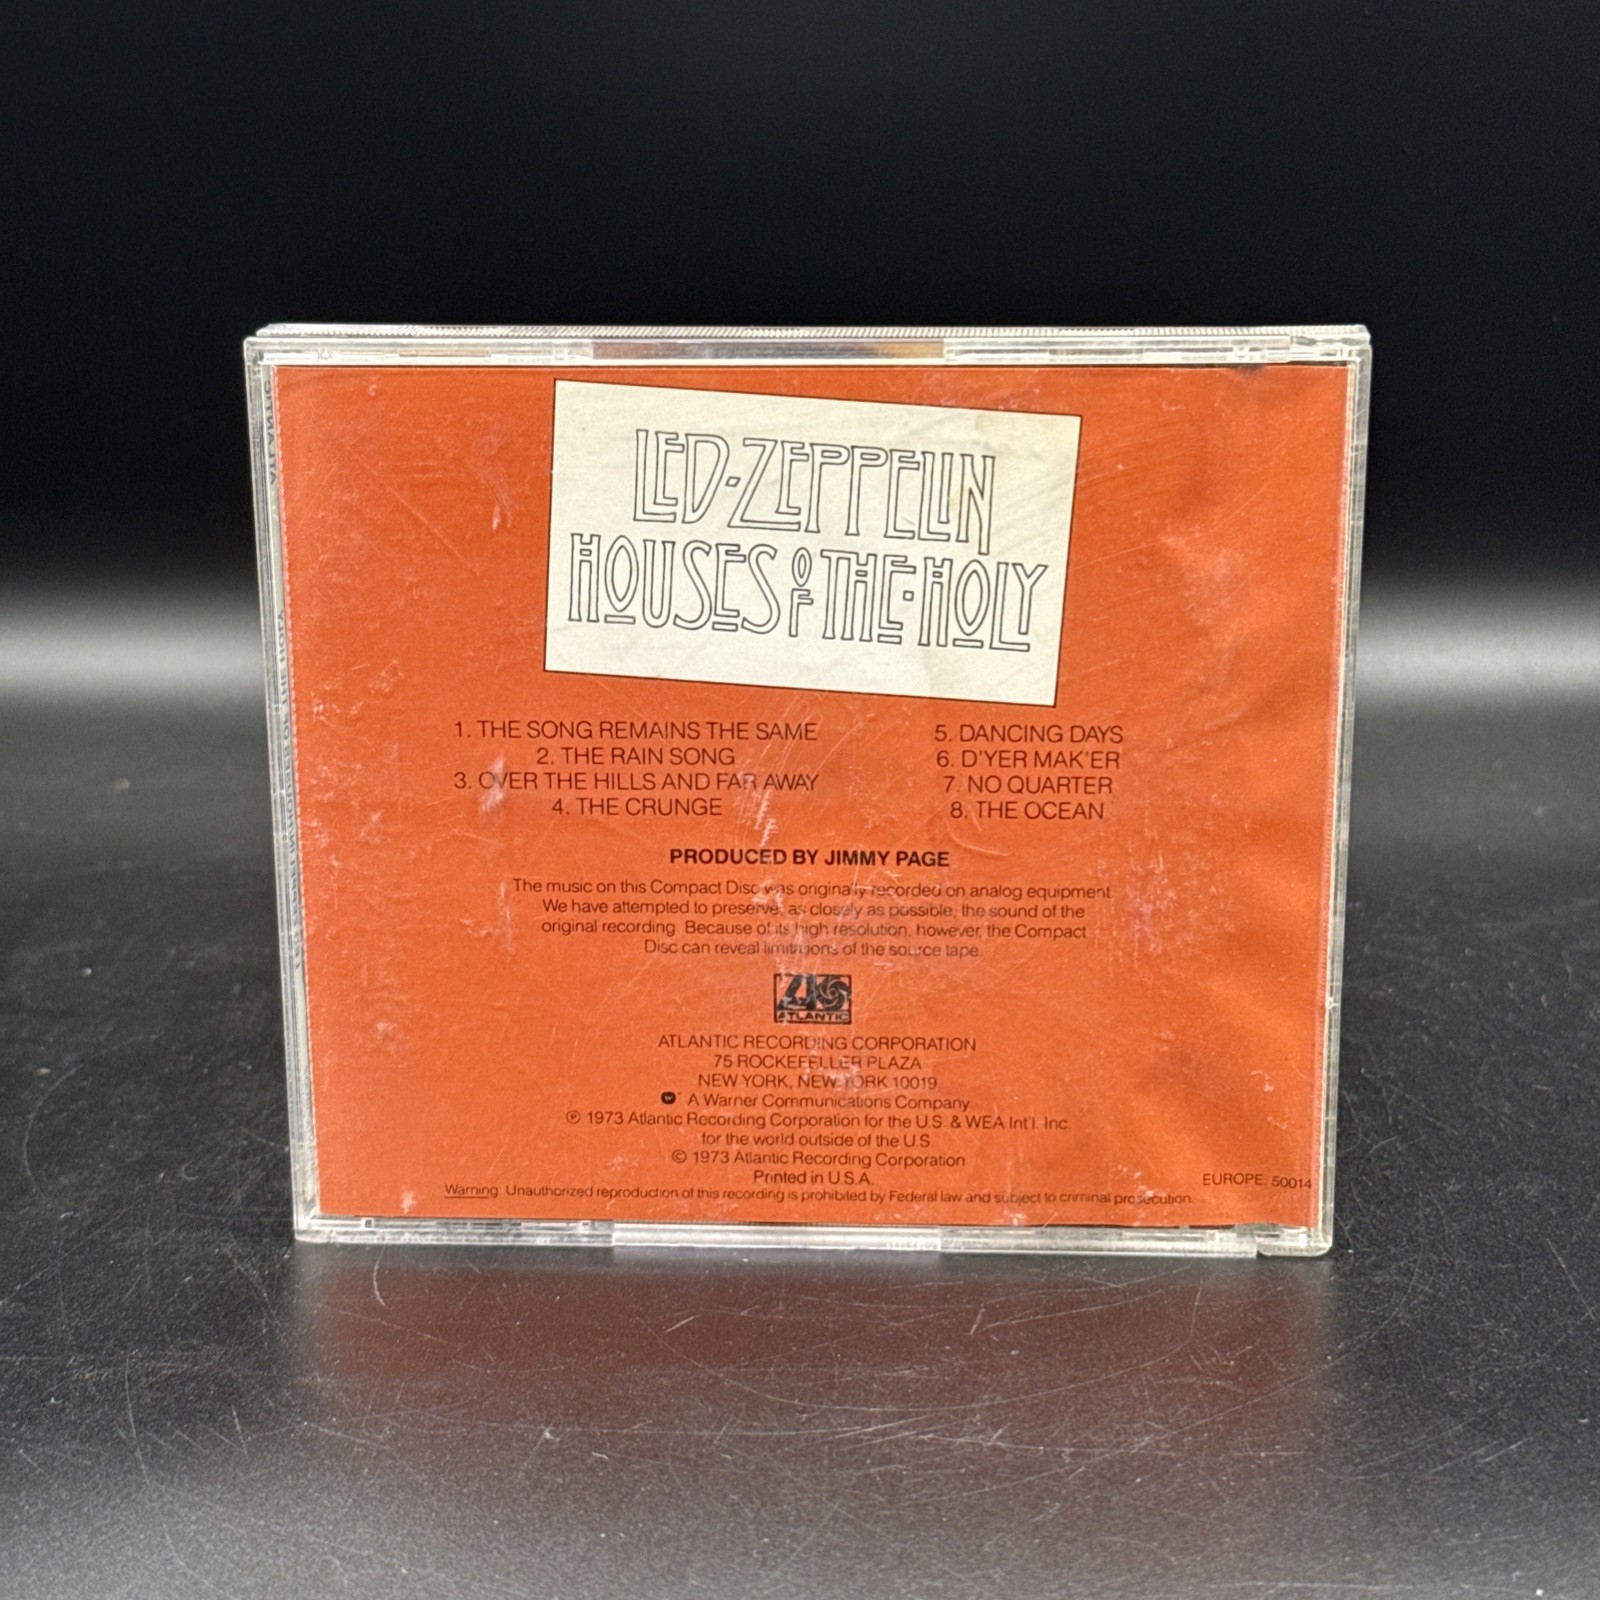 LED·ZEPPELIN
HOUSES OF THE·HOLY
1. THE SONG REMAINS THE SAME
2. THE RAIN SONG
3. OVER THE HILLS AND FAR AWAY
4. THE CRUNGE
5. DANCING DAYS
6. D'YER MAK'ER
7. NO QUARTER
8. THE OCEAN
PRODUCED BY JIMMY PAGE
The music on this Compact Disc was originally recorded on analog equipment.
We have attempted to preserve, as closely as possible, the sound of the
original recording. Because of its high resolution, however, the Compact
Disc can reveal limitations of the source tape.
ATLANTIC
ATLANTIC RECORDING CORPORATION
75 ROCKEFELLER PLAZA
NEW YORK, NEW YORK 10019
A Warner Communications Company
℗ 1973 Atlantic Recording Corporation for the U.S. & WEA Int'l. Inc.
for the world outside of the U.S.
© 1973 Atlantic Recording Corporation
Printed in U.S.A.
EUROPE: 50014
Warning: Unauthorized reproduction of this recording is prohibited by Federal law and subject to criminal prosecution.